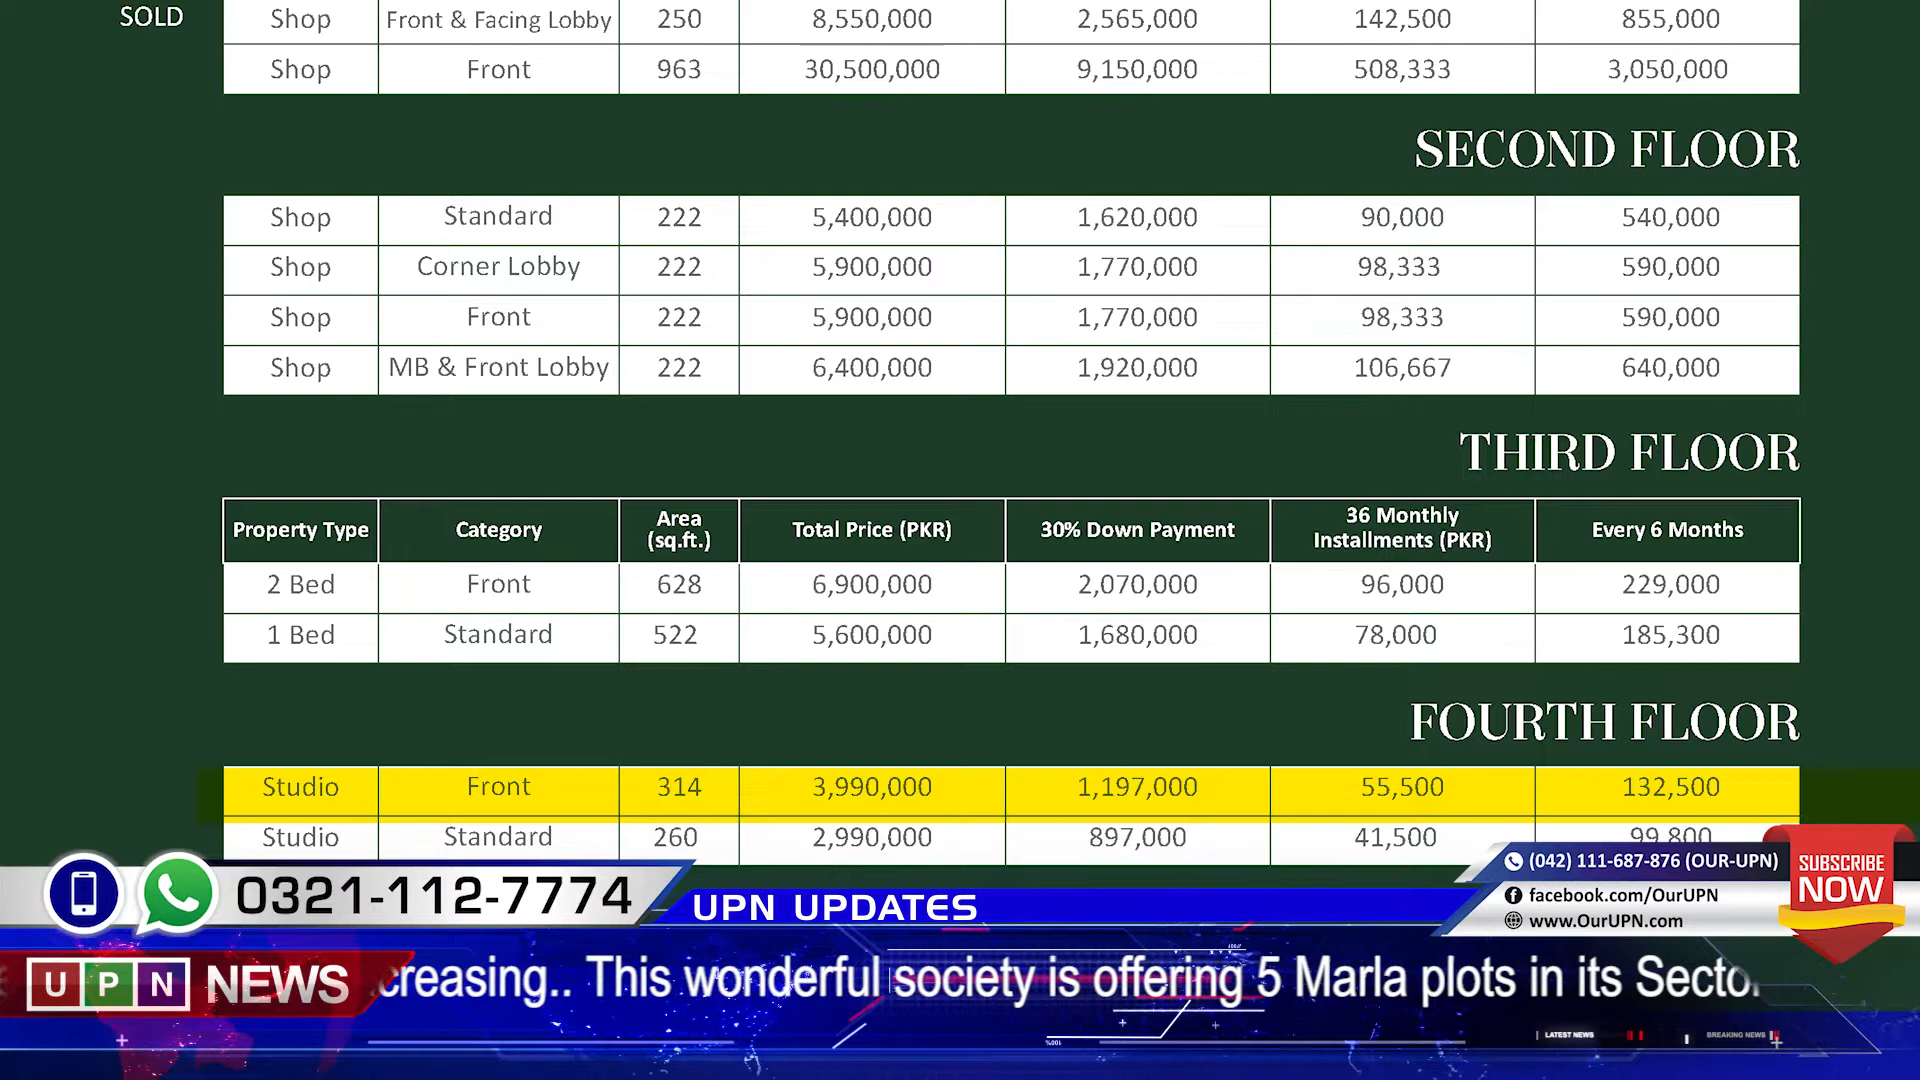 SOLD
Shop Front & Facing Lobby 250 8,550,000 2,565,000 142,500 855,000
Shop Front 963 30,500,000 9,150,000 508,333 3,050,000
SECOND FLOOR
Shop Standard 222 5,400,000 1,620,000 90,000 540,000
Shop Corner Lobby 222 5,900,000 1,770,000 98,333 590,000
Shop Front 222 5,900,000 1,770,000 98,333 590,000
Shop MB & Front Lobby 222 6,400,000 1,920,000 106,667 640,000
THIRD FLOOR
Property Type Category Area (sq.ft.) Total Price (PKR) 30% Down Payment 36 Monthly Installments (PKR) Every 6 Months
2 Bed Front 628 6,900,000 2,070,000 96,000 229,000
1 Bed Standard 522 5,600,000 1,680,000 78,000 185,300
FOURTH FLOOR
Studio Front 314 3,990,000 1,197,000 55,500 132,500
Studio Standard 260 2,990,000 897,000 41,500 99,800
0321-112-7774
UPN UPDATES
(042) 111-687-876 (OUR-UPN)
facebook.com/OurUPN
www.OurUPN.com
SUBSCRIBE
NOW
UPN NEWS
creasing.. This wonderful society is offering 5 Marla plots in its Secto
LATEST NEWS
BREAKING NEWS